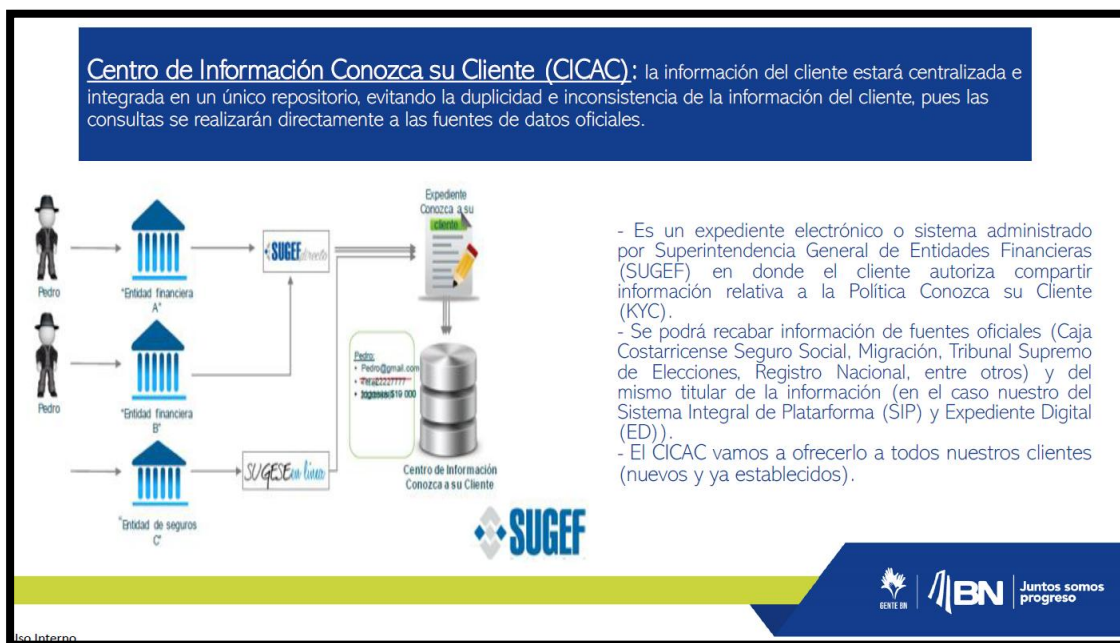 Centro de Información Conozca su Cliente (CICAC): la información del cliente estará centralizada e
integrada en un único repositorio, evitando la duplicidad e inconsistencia de la información del cliente, pues las
consultas se realizarán directamente a las fuentes de datos oficiales.
Pedro
"Entidad financiera
A"
Pedro
"Entidad financiera
B"
"Entidad de seguros
C"
SUGEF directo
SUGESE en línea
Expediente
Conozca a su
cliente
Pedro:
• Pedro@gmail.com
Centro de Información
Conozca a su Cliente
SUGEF
- Es un expediente electrónico o sistema administrado
por Superintendencia General de Entidades Financieras
(SUGEF) en donde el cliente autoriza compartir
información relativa a la Política Conozca su Cliente
(KYC).
- Se podrá recabar información de fuentes oficiales (Caja
Costarricense Seguro Social, Migración, Tribunal Supremo
de Elecciones, Registro Nacional, entre otros) y del
mismo titular de la información (en el caso nuestro del
Sistema Integral de Platarforma (SIP) y Expediente Digital
(ED)).
- El CICAC vamos a ofrecerlo a todos nuestros clientes
(nuevos y ya establecidos).
GENTE BN
BN
Juntos somos
progreso
Interno